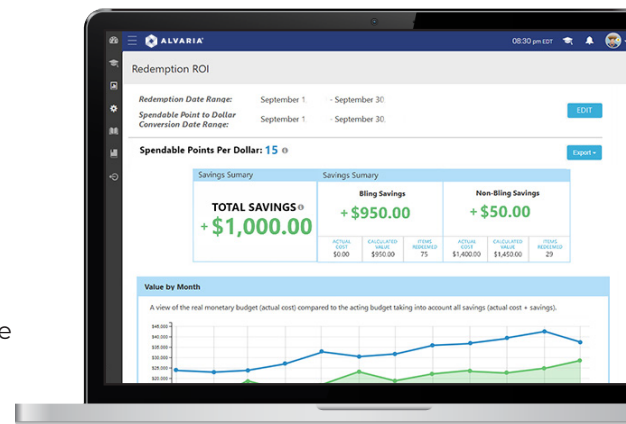 ALVARIA
08:30 pm EDT
Redemption ROI
Redemption Date Range: September 1 - September 30,
Spendable Point to Dollar
Conversion Date Range: September 1 - September 30,
EDIT
Spendable Points Per Dollar: 15
Export
Savings Sumary
Savings Sumary
TOTAL SAVINGS
+ $1,000.00
Bling Savings
+ $950.00
Non-Bling Savings
+ $50.00
ACTUAL COST
CALCULATED VALUE
ITEMS REDEEMED
ACTUAL COST
CALCULATED VALUE
ITEMS REDEEMED
$0.00
$950.00
75
$1,400.00
$1,450.00
29
Value by Month
A view of the real monetary budget (actual cost) compared to the acting budget taking into account all savings (actual cost + savings).
$45,000
$40,000
$35,000
$30,000
$25,000
$20,000
e